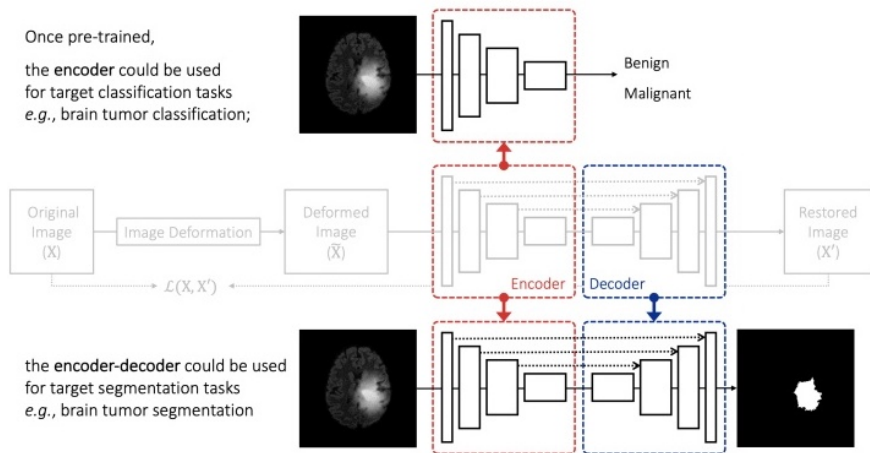 Once pre-trained,
the encoder could be used
for target classification tasks
e.g., brain tumor classification;
Benign
Malignant
Original
Image
(X)
Image Deformation
Deformed
Image
(X̃)
Restored
Image
(X′)
ℒ(X, X′)
Encoder
Decoder
the encoder-decoder could be used
for target segmentation tasks
e.g., brain tumor segmentation